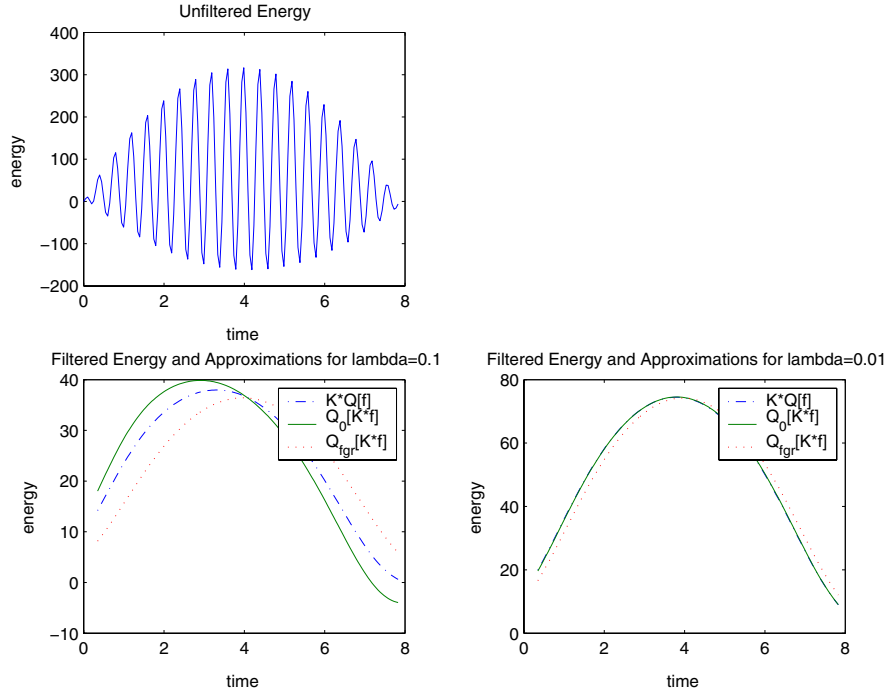 Unfiltered Energy
400
300
200
100
0
−100
−200
energy
0 2 4 6 8
time
Filtered Energy and Approximations for lambda=0.1
40
30
20
10
0
−10
energy
K*Q[f]
Q0[K*f]
Qfgr[K*f]
0 2 4 6 8
time
Filtered Energy and Approximations for lambda=0.01
80
60
40
20
0
energy
K*Q[f]
Q0[K*f]
Qfgr[K*f]
0 2 4 6 8
time